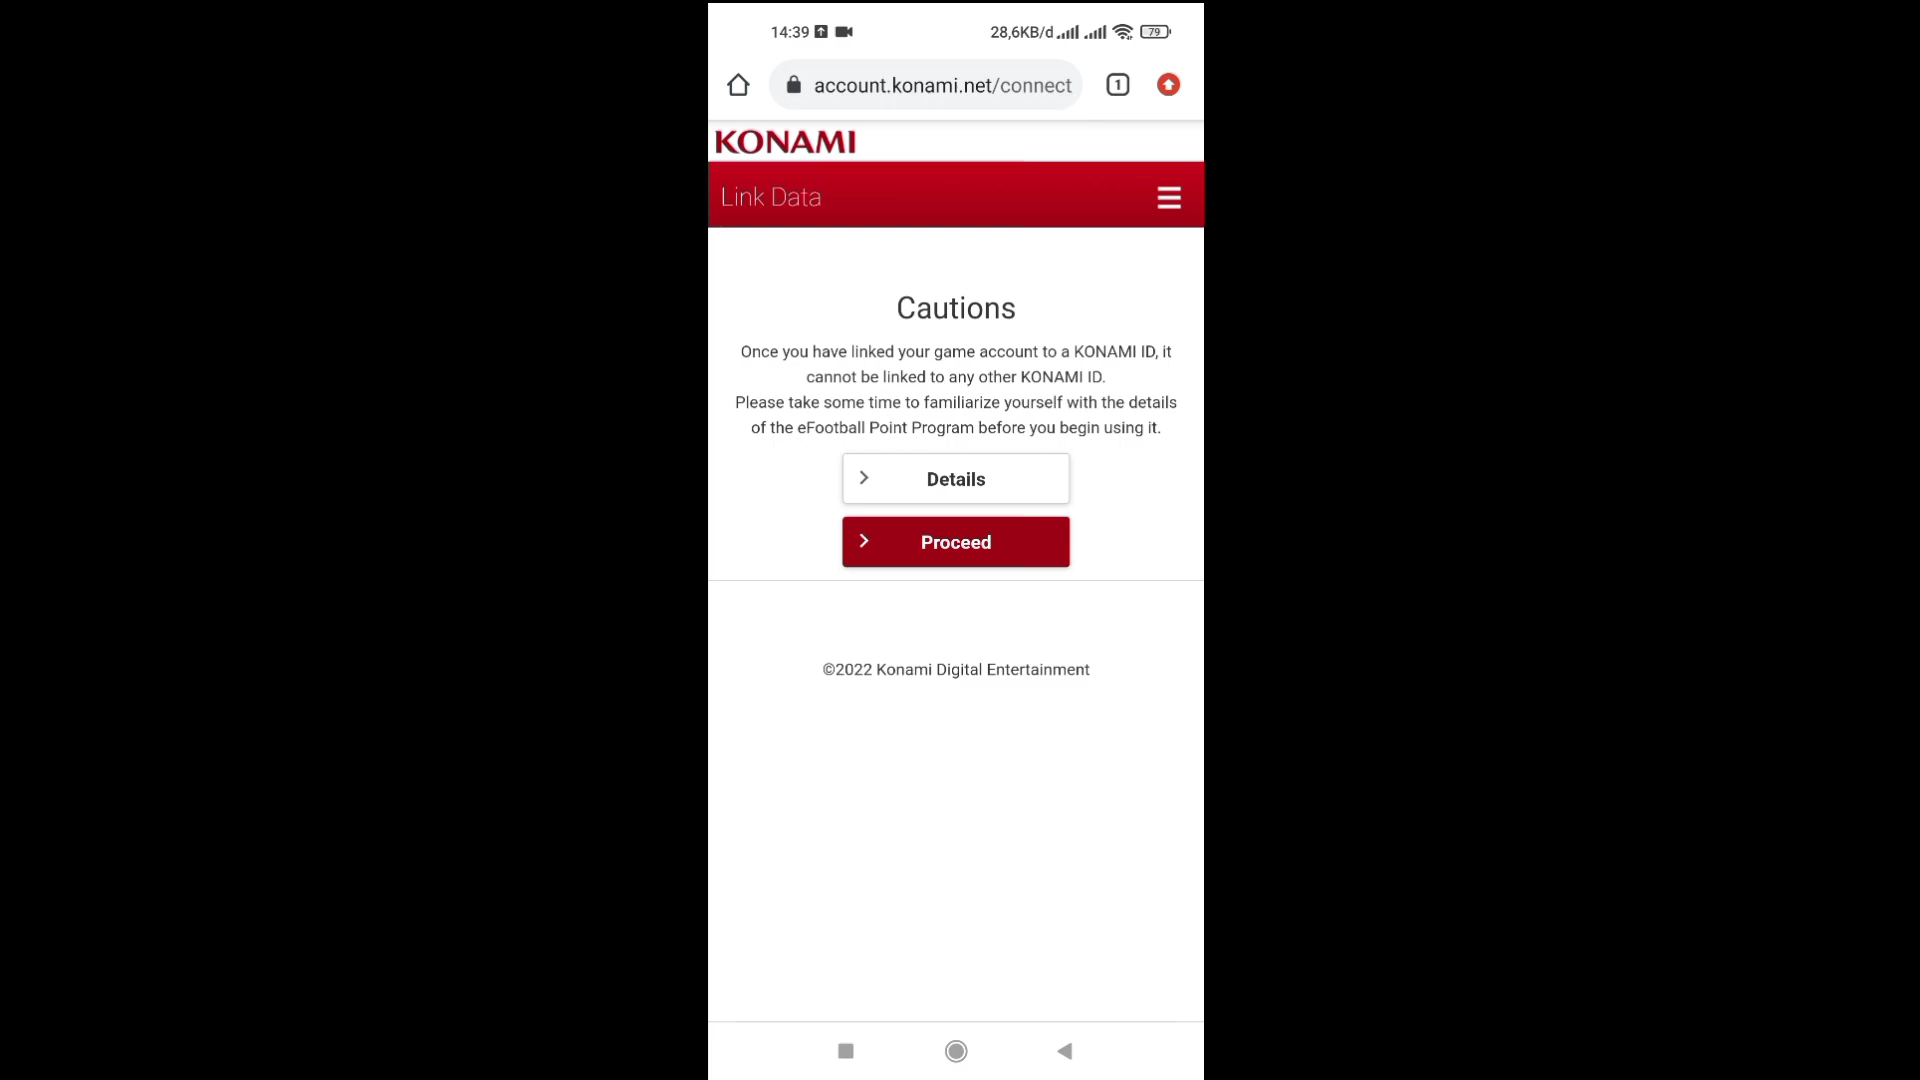 14:39 28,6KB/d 79
account.konami.net/connect 1
KONAMI
Link Data
Cautions
Once you have linked your game account to a KONAMI ID, it
cannot be linked to any other KONAMI ID.
Please take some time to familiarize yourself with the details
of the eFootball Point Program before you begin using it.
Details
Proceed
©2022 Konami Digital Entertainment